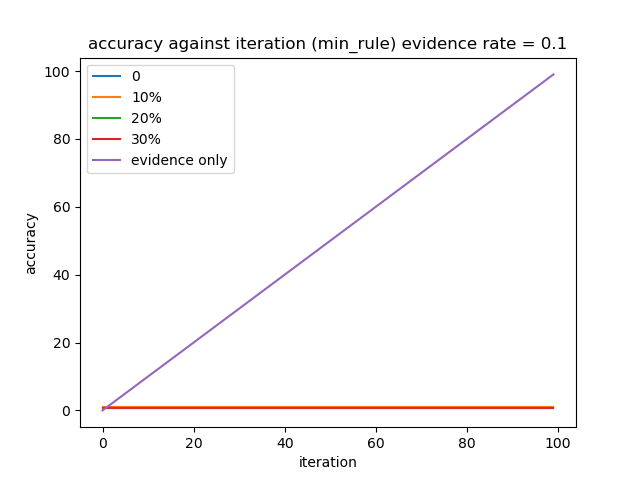 accuracy against iteration (min_rule) evidence rate = 0.1
0
10%
20%
30%
evidence only
100
80
60
40
20
0
accuracy
0 20 40 60 80 100
iteration